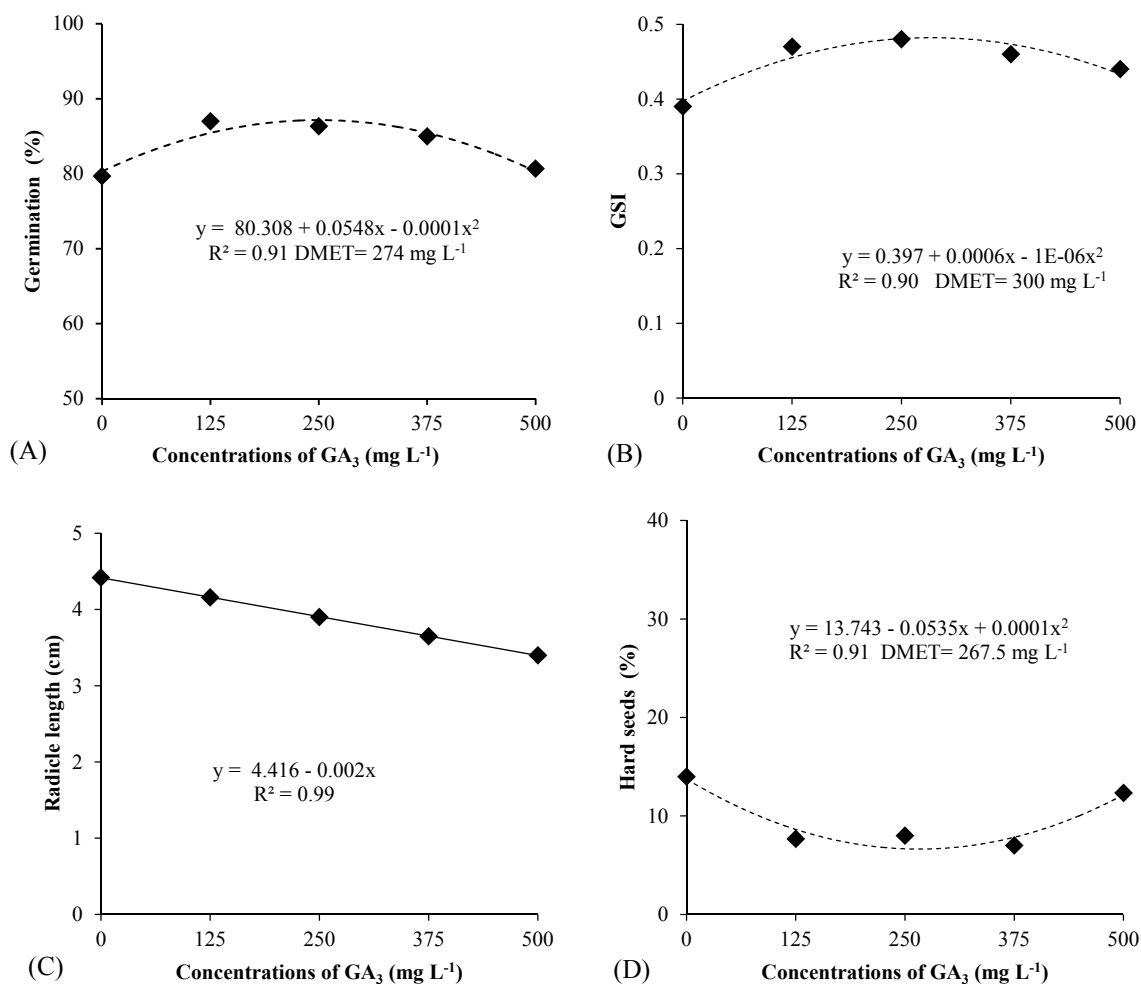 100
90
80
70
60
50
Germination (%)
y = 80.308 + 0.0548x - 0.0001x²
R² = 0.91 DMET= 274 mg L⁻¹
0 125 250 375 500
Concentrations of GA₃ (mg L⁻¹)
(A)
0.5
0.4
0.3
0.2
0.1
0
GSI
y = 0.397 + 0.0006x - 1E-06x²
R² = 0.90 DMET= 300 mg L⁻¹
0 125 250 375 500
Concentrations of GA₃ (mg L⁻¹)
(B)
5
4
3
2
1
0
Radicle length (cm)
y = 4.416 - 0.002x
R² = 0.99
0 125 250 375 500
Concentrations of GA₃ (mg L⁻¹)
(C)
40
30
20
10
0
Hard seeds (%)
y = 13.743 - 0.0535x + 0.0001x²
R² = 0.91 DMET= 267.5 mg L⁻¹
0 125 250 375 500
Concentrations of GA₃ (mg L⁻¹)
(D)